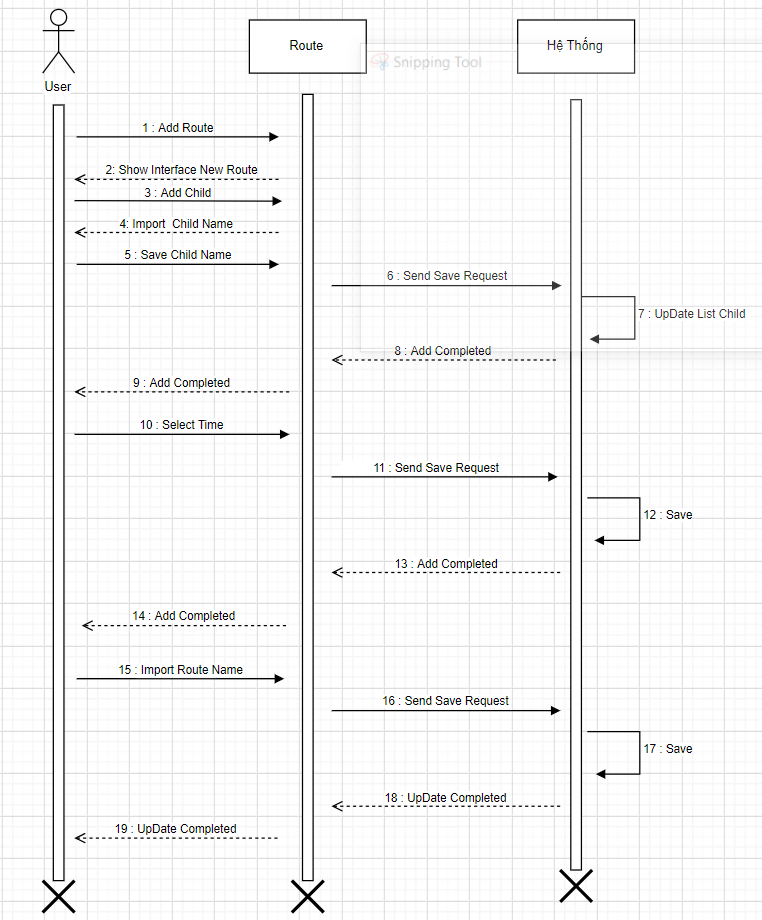 Route
Hệ Thống
Snipping Tool
User
1 : Add Route
2: Show Interface New Route
3 : Add Child
4: Import Child Name
5 : Save Child Name
6 : Send Save Request
7 : UpDate List Child
8 : Add Completed
9 : Add Completed
10 : Select Time
11 : Send Save Request
12 : Save
13 : Add Completed
14 : Add Completed
15 : Import Route Name
16 : Send Save Request
17 : Save
18 : UpDate Completed
19 : UpDate Completed